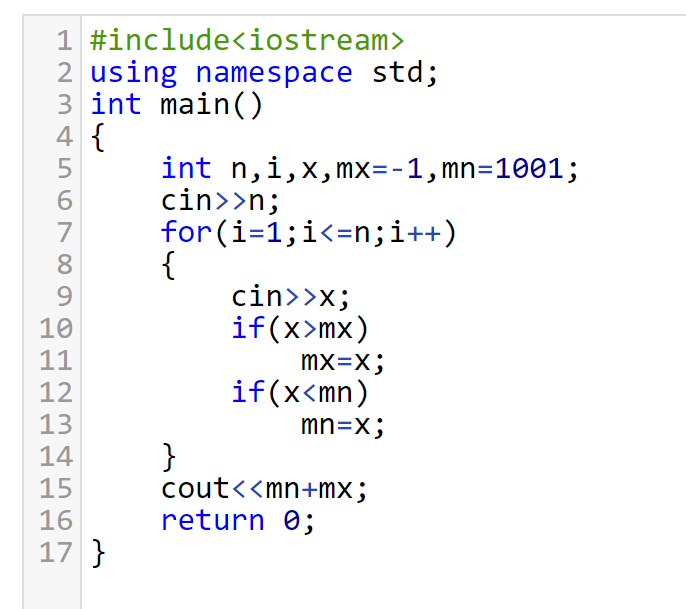 1 #include<iostream>
2 using namespace std;
3 int main()
4 {
5     int n,i,x,mx=-1,mn=1001;
6     cin>>n;
7     for(i=1;i<=n;i++)
8     {
9         cin>>x;
10         if(x>mx)
11             mx=x;
12         if(x<mn)
13             mn=x;
14     }
15     cout<<mn+mx;
16     return 0;
17 }